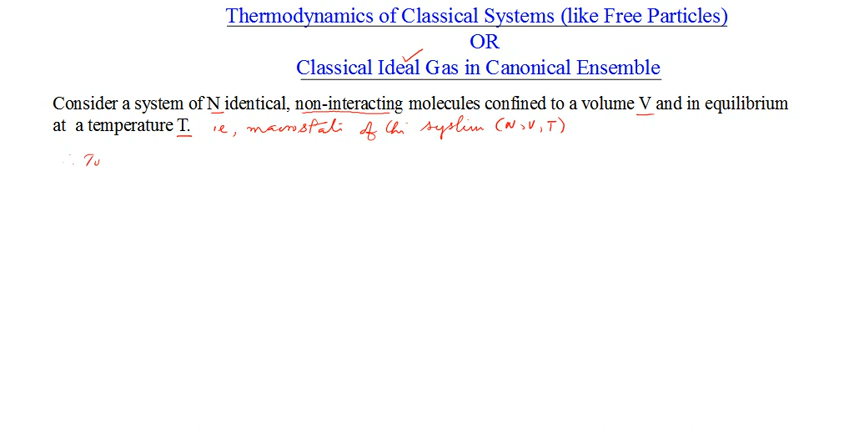 Thermodynamics of Classical Systems (like Free Particles)
OR
Classical Ideal Gas in Canonical Ensemble
Consider a system of N identical, non-interacting molecules confined to a volume V and in equilibrium
at a temperature T. ie, macrostate of the system (N, V, T)
∴